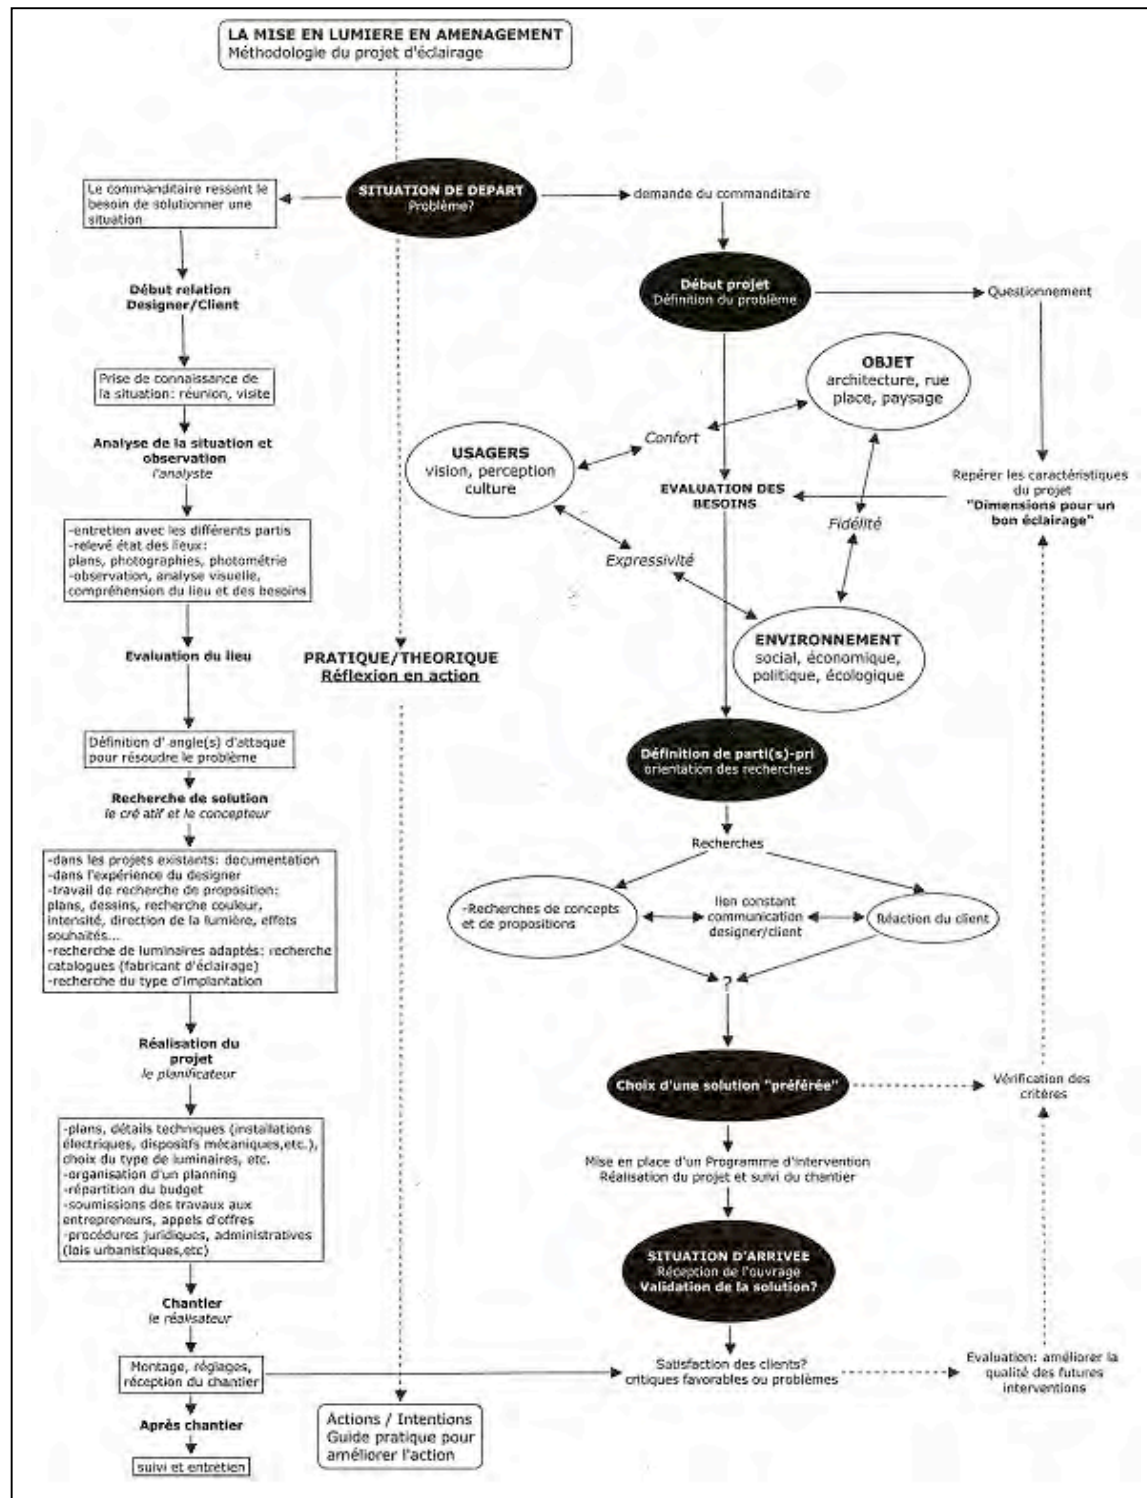 LA MISE EN LUMIERE EN AMENAGEMENT
Méthodologie du projet d'éclairage
SITUATION DE DEPART
Problème?
Le commanditaire ressent le
besoin de solutionner une
situation
Début relation
Designer/Client
Prise de connaissance de
la situation: réunion, visite
Analyse de la situation et
observation
l'analyste
-entretien avec les différents partis
-relevé état des lieux:
plans, photographies, photométrie
-observation, analyse visuelle,
compréhension du lieu et des besoins
Evaluation du lieu
Définition d' angle(s) d'attaque
pour résoudre le problème
Recherche de solution
le cré atif et le concepteur
-dans les projets existants: documentation
-dans l'expérience du designer
-travail de recherche de proposition:
plans, dessins, recherche couleur,
intensité, direction de la lumière, effets
souhaités...
-recherche de luminaires adaptés: recherche
catalogues (fabricant d'éclairage)
-recherche du type d'implantation
Réalisation du
projet
le planificateur
-plans, détails techniques (installations
électriques, dispositifs mécaniques,etc.),
choix du type de luminaires, etc.
-organisation d'un planning
-répartition du budget
-soumissions des travaux aux
entrepreneurs, appels d'offres
-procédures juridiques, administratives
(lois urbanistiques,etc)
Chantier
le réalisateur
Montage, réglages,
réception du chantier
Après chantier
suivi et entretien
PRATIQUE/THEORIQUE
Réflexion en action
Actions / Intentions
Guide pratique pour
améliorer l'action
demande du commanditaire
Début projet
Définition du problème
Questionnement
OBJET
architecture, rue
place, paysage
Confort
USAGERS
vision, perception
culture
EVALUATION DES
BESOINS
Repérer les caractéristiques
du projet
"Dimensions pour un
bon éclairage"
Fidélité
Expressivité
ENVIRONNEMENT
social, économique,
politique, écologique
Définition de parti(s)-pri
orientation des recherches
Recherches
-Recherches de concepts
et de propositions
lien constant
communication
designer/client
Réaction du client
?
Choix d'une solution "préférée"
Vérification des
critères
Mise en place d'un Programme d'intervention
Réalisation du projet et suivi du chantier
SITUATION D'ARRIVEE
Réception de l'ouvrage
Validation de la solution?
Satisfaction des clients?
critiques favorables ou problèmes
Evaluation: améliorer la
qualité des futures
interventions